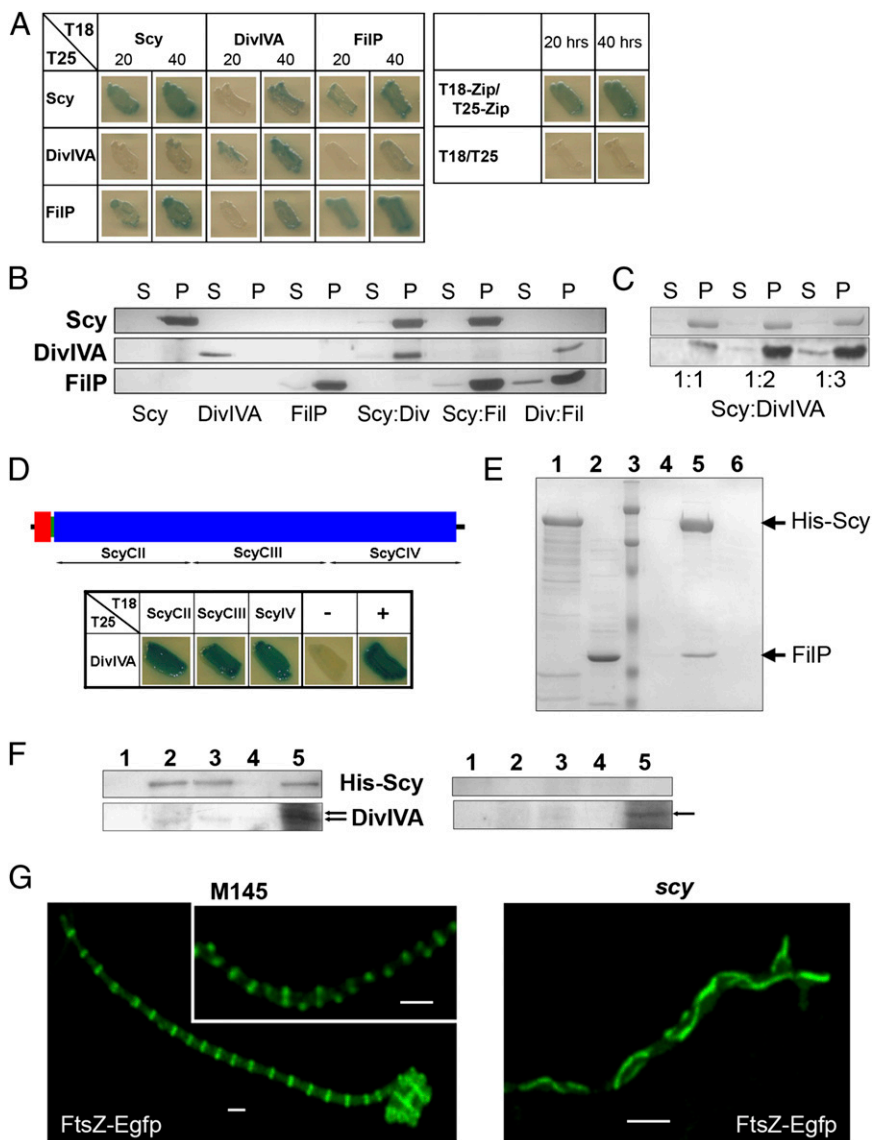 A
T18
T25
Scy DivIVA FilP
20 40 20 40 20 40
Scy
DivIVA
FilP
20 hrs 40 hrs
T18-Zip/
T25-Zip
T18/T25
B
S P S P S P S P S P S P
Scy
DivIVA
FilP
Scy DivIVA FilP Scy:Div Scy:Fil Div:Fil
C
S P S P S P
1:1 1:2 1:3
Scy:DivIVA
D
ScyCII ScyCIII ScyCIV
T18
T25
ScyCII ScyCIII ScyIV - +
DivIVA
E
1 2 3 4 5 6
His-Scy
FilP
F
1 2 3 4 5
His-Scy
DivIVA
1 2 3 4 5
G
M145
FtsZ-Egfp
scy
FtsZ-Egfp